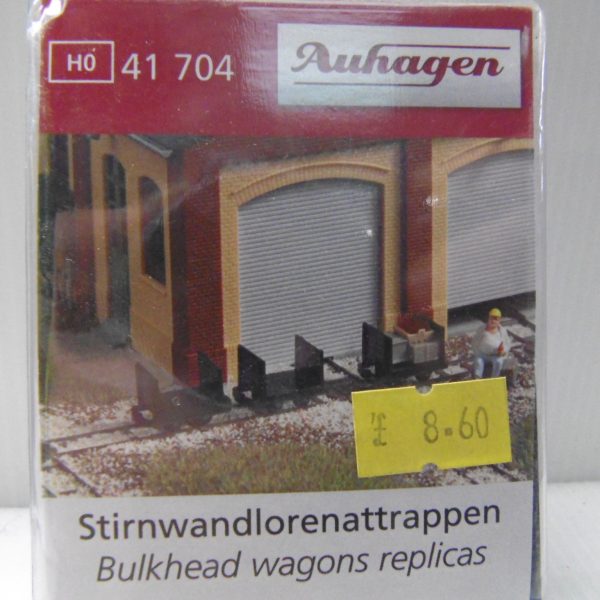 H0 41 704 Auhagen
£ 8.60
Stirnwandlorenattrappen
Bulkhead wagons replicas